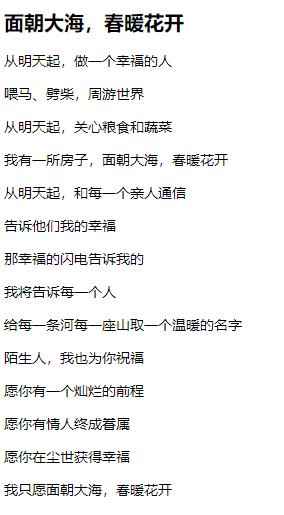 面朝大海，春暖花开
从明天起，做一个幸福的人
喂马、劈柴，周游世界
从明天起，关心粮食和蔬菜
我有一所房子，面朝大海，春暖花开
从明天起，和每一个亲人通信
告诉他们我的幸福
那幸福的闪电告诉我的
我将告诉每一个人
给每一条河每一座山取一个温暖的名字
陌生人，我也为你祝福
愿你有一个灿烂的前程
愿你有情人终成眷属
愿你在尘世获得幸福
我只愿面朝大海，春暖花开